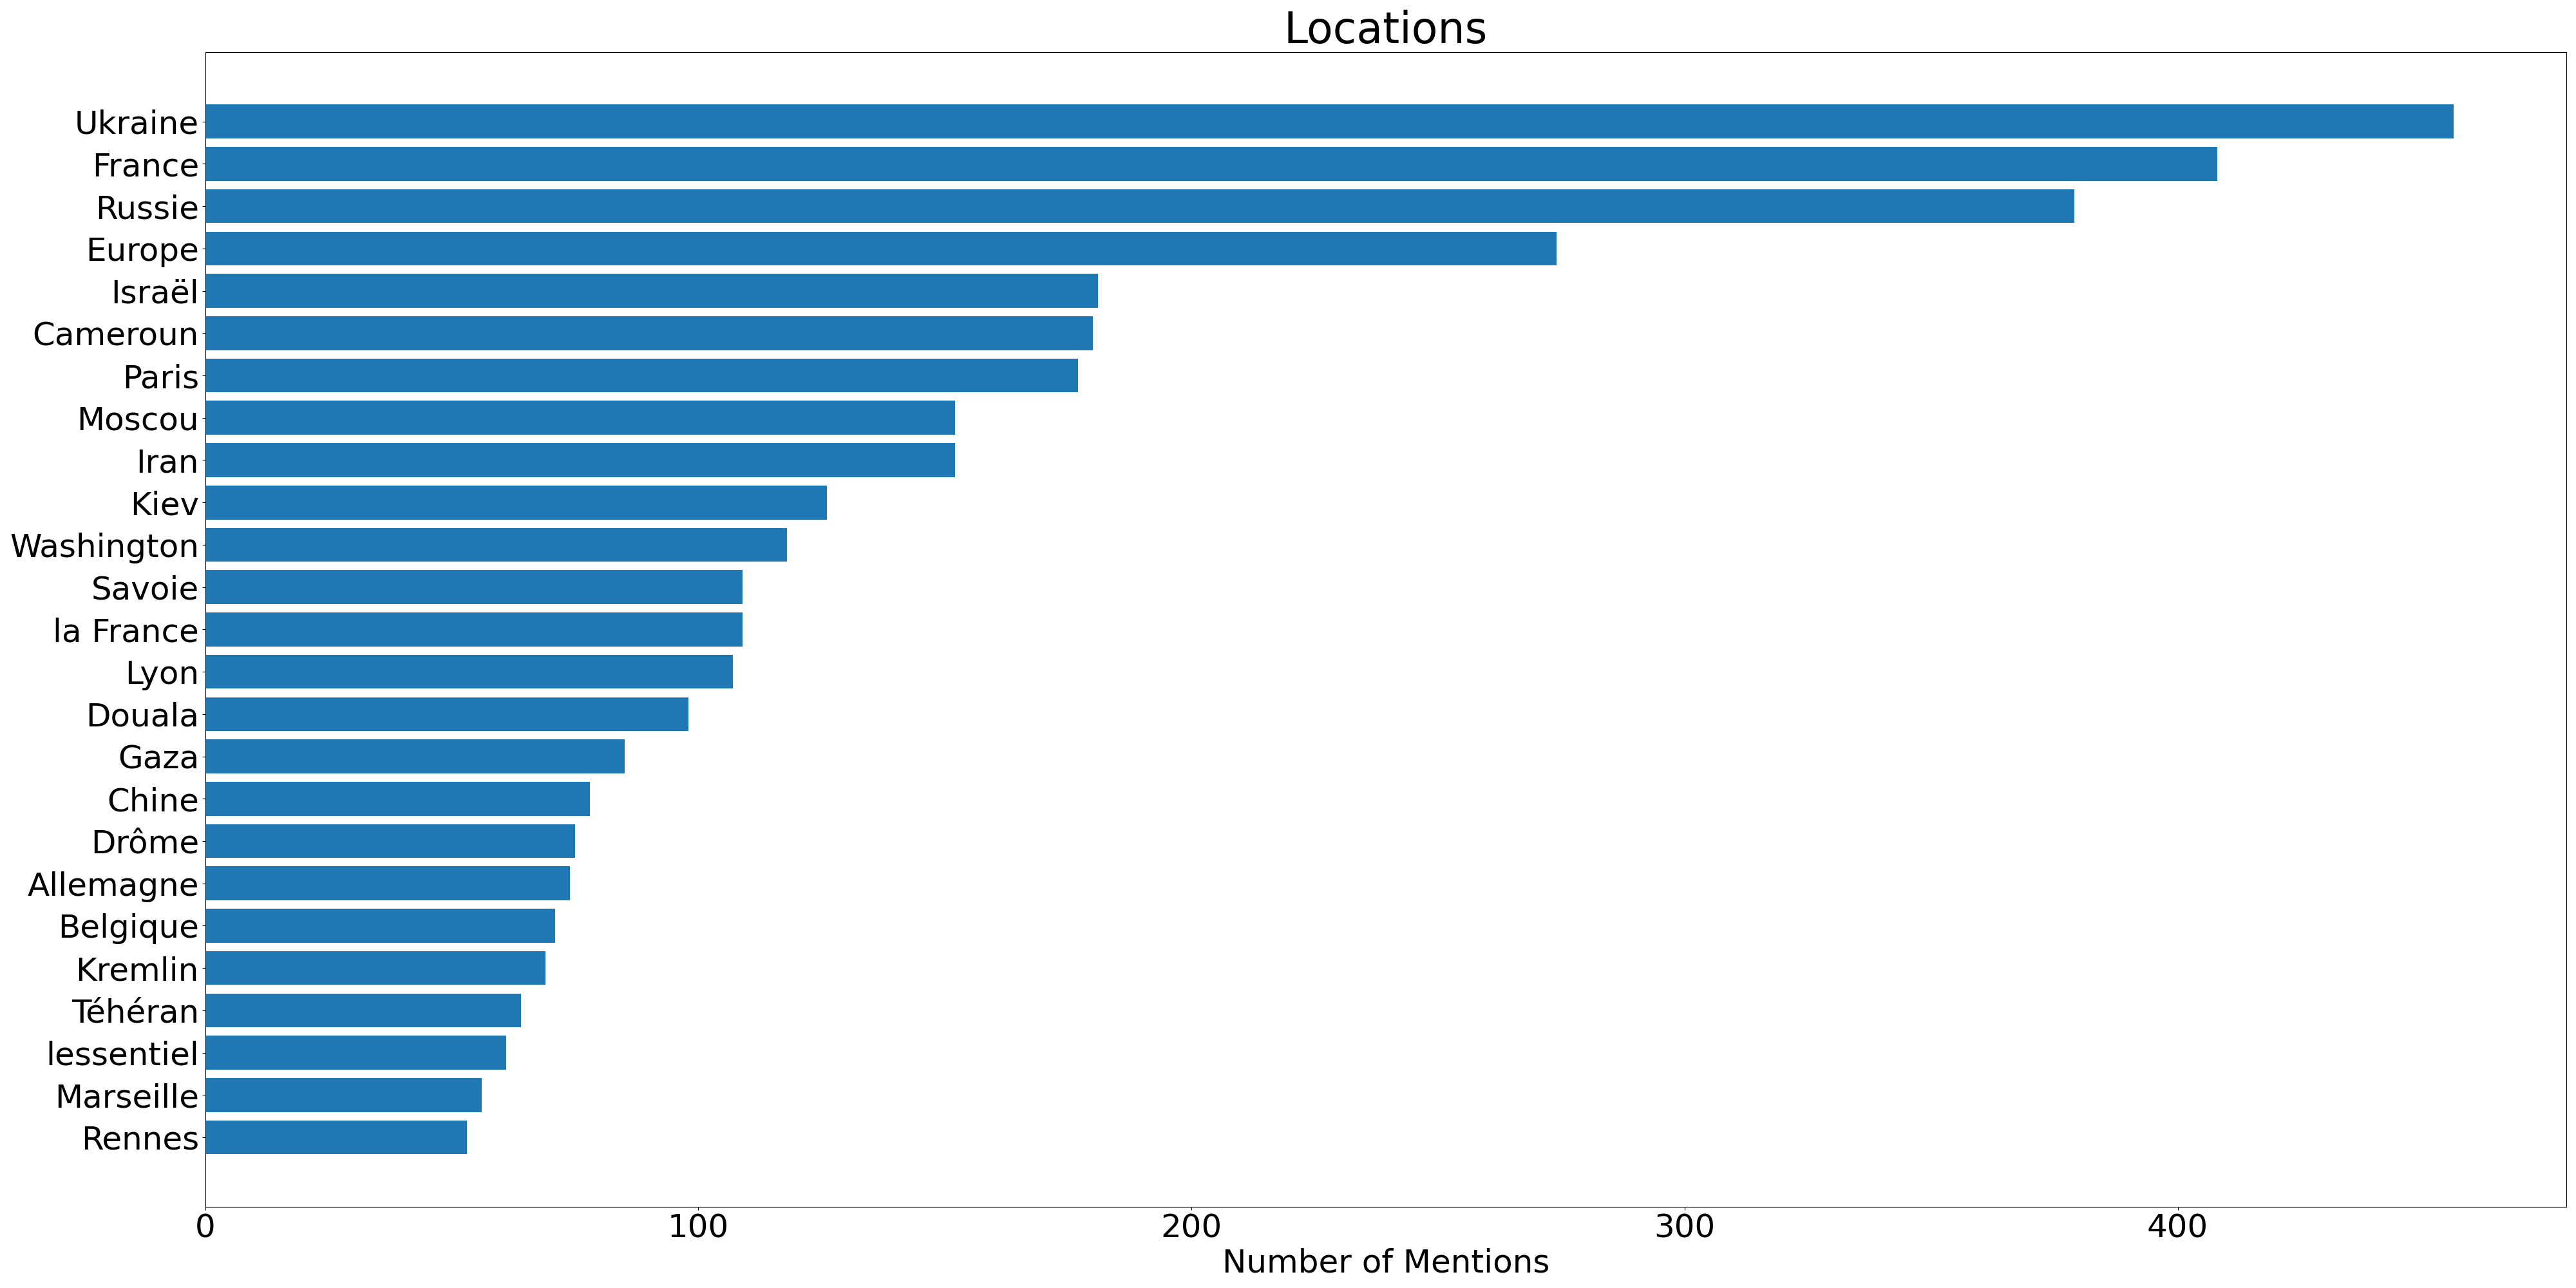 Locations
Ukraine
France
Russie
Europe
Israël
Cameroun
Paris
Moscou
Iran
Kiev
Washington
Savoie
la France
Lyon
Douala
Gaza
Chine
Drôme
Allemagne
Belgique
Kremlin
Téhéran
lessentiel
Marseille
Rennes
0 100 200 300 400
Number of Mentions